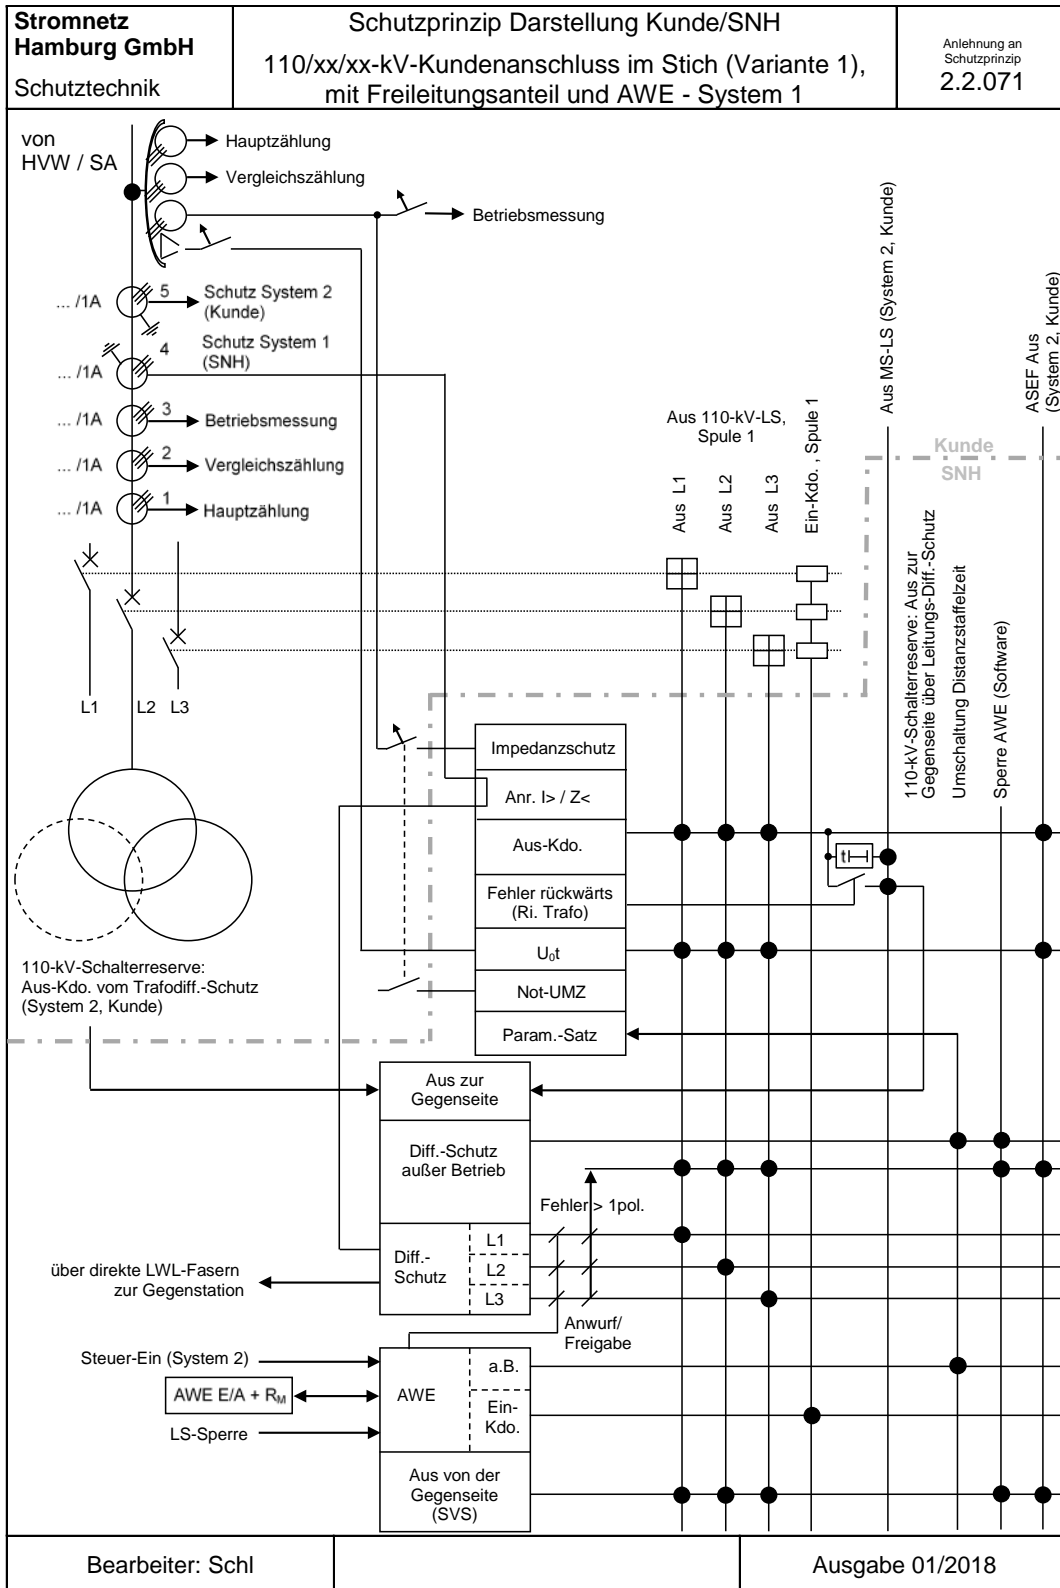 Stromnetz
Hamburg GmbH
Schutztechnik
Schutzprinzip Darstellung Kunde/SNH
110/xx/xx-kV-Kundenanschluss im Stich (Variante 1),
mit Freileitungsanteil und AWE - System 1
Anlehnung an
Schutzprinzip
2.2.071
von
HVW / SA
Hauptzählung
Vergleichszählung
Betriebsmessung
... /1A
5
Schutz System 2
(Kunde)
... /1A
4
Schutz System 1
(SNH)
... /1A
3
Betriebsmessung
... /1A
2
Vergleichszählung
... /1A
1
Hauptzählung
Aus 110-kV-LS,
Spule 1
Aus L1
Aus L2
Aus L3
Ein-Kdo. , Spule 1
Aus MS-LS (System 2, Kunde)
ASEF Aus
(System 2, Kunde)
Kunde
SNH
110-kV-Schalterreserve: Aus zur
Gegenseite über Leitungs-Diff.-Schutz
Umschaltung Distanzstaffelzeit
Sperre AWE (Software)
L1
L2
L3
Impedanzschutz
Anr. I> / Z<
Aus-Kdo.
t
Fehler rückwärts
(Ri. Trafo)
U₀t
Not-UMZ
Param.-Satz
110-kV-Schalterreserve:
Aus-Kdo. vom Trafodiff.-Schutz
(System 2, Kunde)
Aus zur
Gegenseite
Diff.-Schutz
außer Betrieb
Fehler > 1pol.
Diff.-
Schutz
L1
L2
L3
über direkte LWL-Fasern
zur Gegenstation
Anwurf/
Freigabe
Steuer-Ein (System 2)
AWE E/A + R_M
LS-Sperre
AWE
a.B.
Ein-
Kdo.
Aus von der
Gegenseite
(SVS)
Bearbeiter: Schl
Ausgabe 01/2018